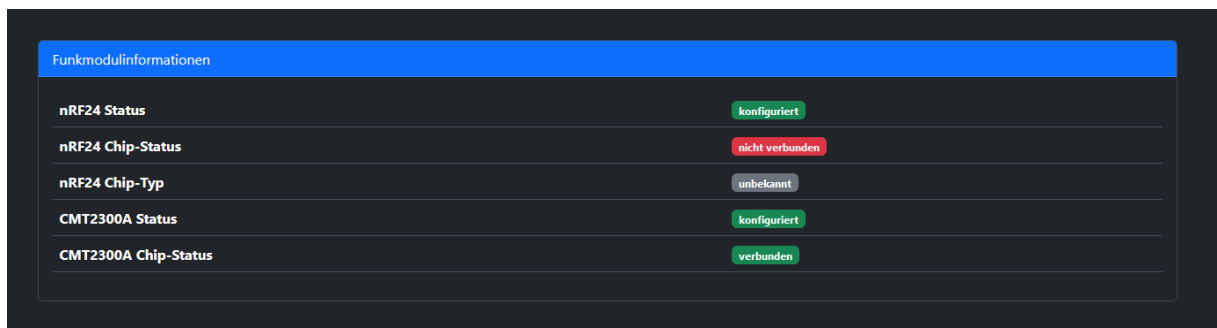 Funkmodulinformationen
nRF24 Status konfiguriert
nRF24 Chip-Status nicht verbunden
nRF24 Chip-Typ unbekannt
CMT2300A Status konfiguriert
CMT2300A Chip-Status verbunden